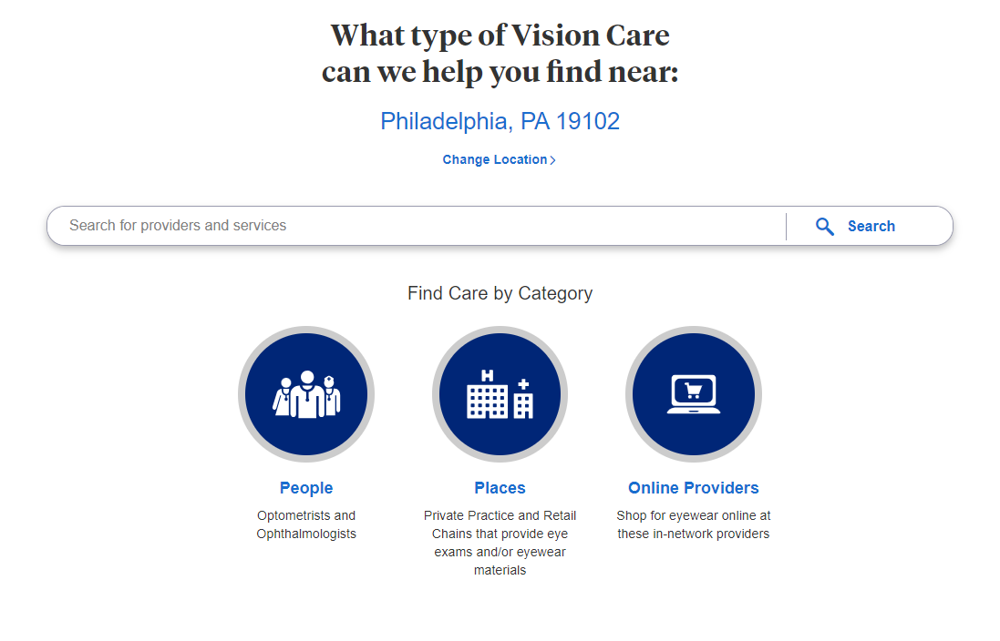 What type of Vision Care
can we help you find near:
Philadelphia, PA 19102
Change Location
Search for providers and services
Search
Find Care by Category
H
People
Optometrists and
Ophthalmologists
Places
Private Practice and Retail
Chains that provide eye
exams and/or eyewear
materials
Online Providers
Shop for eyewear online at
these in-network providers